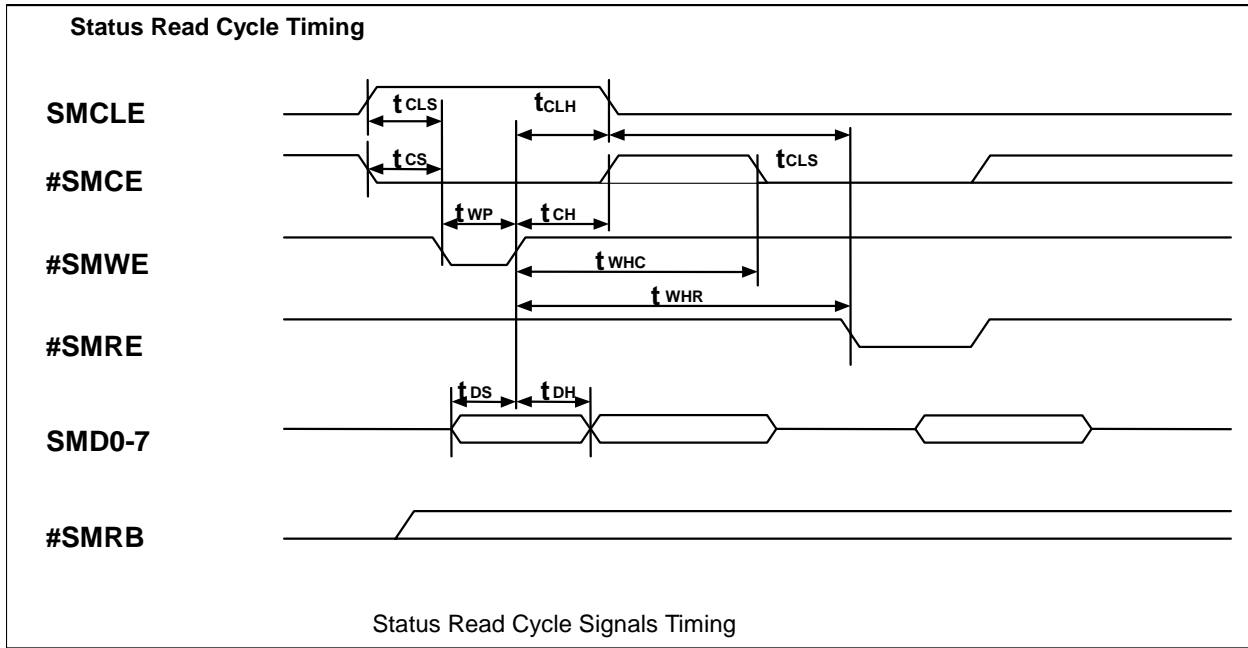 Status Read Cycle Timing
SMCLE
tCLS
tCLH
#SMCE
tCS
tCLS
tWP
tCH
#SMWE
tWHC
tWHR
#SMRE
tDS
tDH
SMD0-7
#SMRB
Status Read Cycle Signals Timing